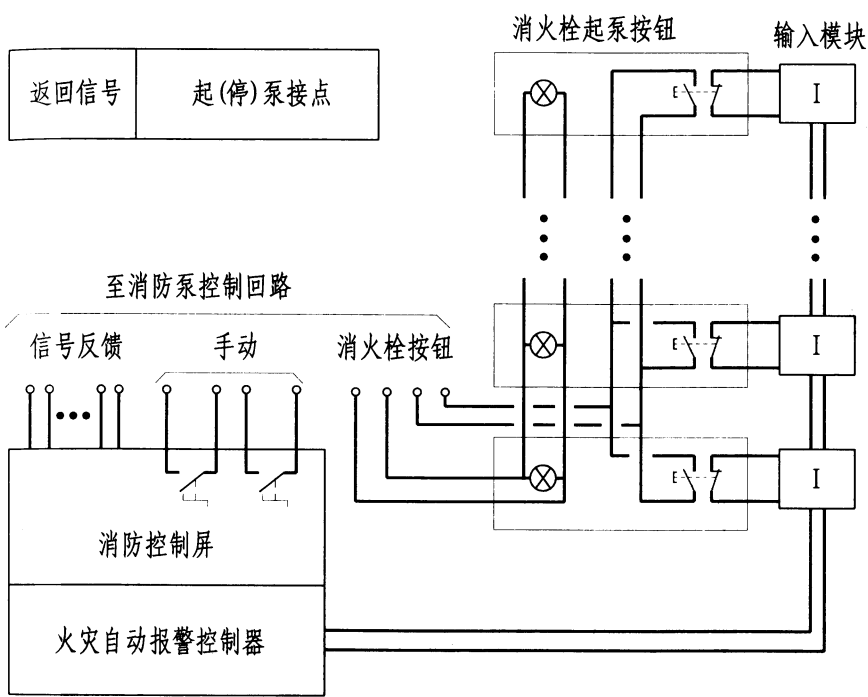 消火栓起泵按钮
输入模块
返回信号
起(停)泵接点
E
I
至消防泵控制回路
信号反馈
手动
消火栓按钮
E
I
E
I
消防控制屏
火灾自动报警控制器